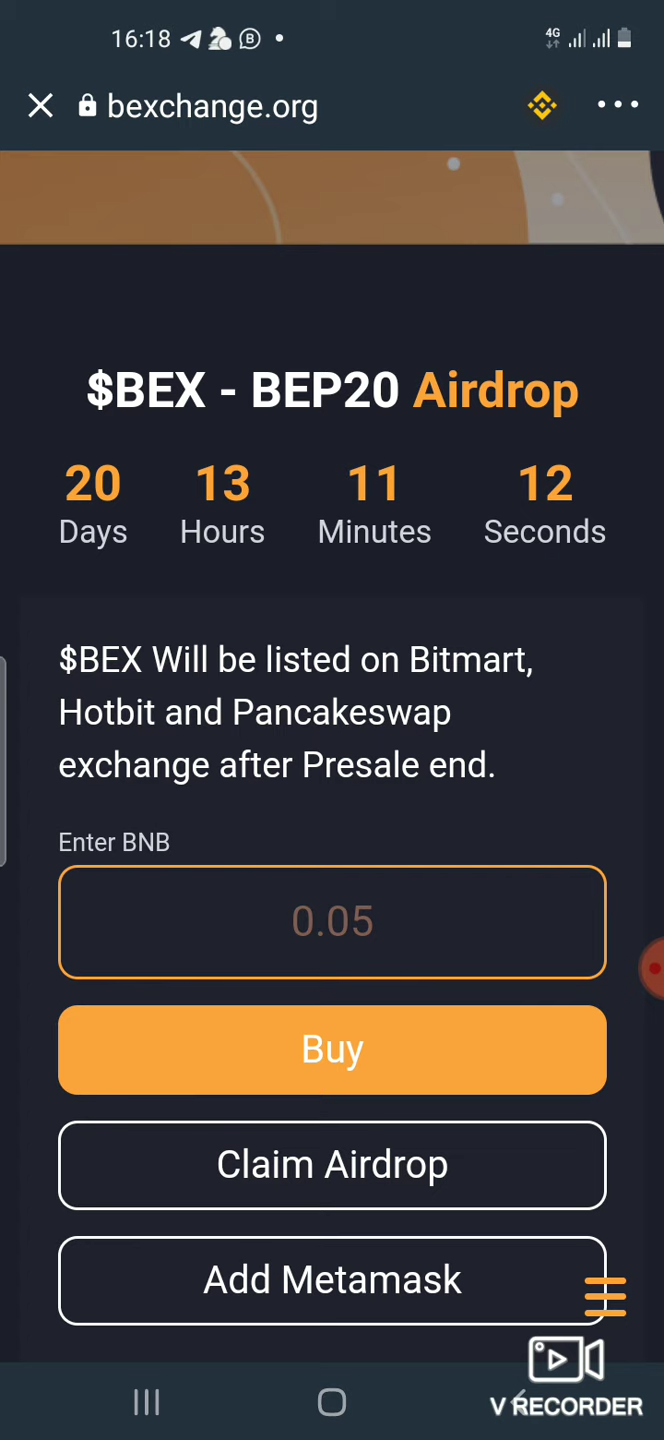 16:18
4G
bexchange.org
$BEX - BEP20 Airdrop
20 13 11 12
Days Hours Minutes Seconds
$BEX Will be listed on Bitmart,
Hotbit and Pancakeswap
exchange after Presale end.
Enter BNB
0.05
Buy
Claim Airdrop
Add Metamask
V RECORDER